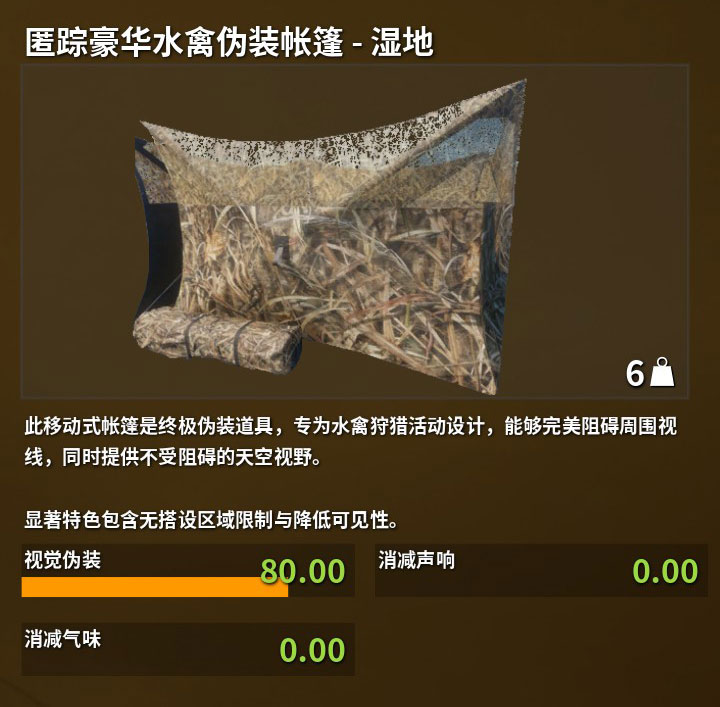 匿踪豪华水禽伪装帐篷 - 湿地
6
此移动式帐篷是终极伪装道具，专为水禽狩猎活动设计，能够完美阻碍周围视
线，同时提供不受阻碍的天空视野。
显著特色包含无搭设区域限制与降低可见性。
视觉伪装 80.00
消减声响 0.00
消减气味 0.00